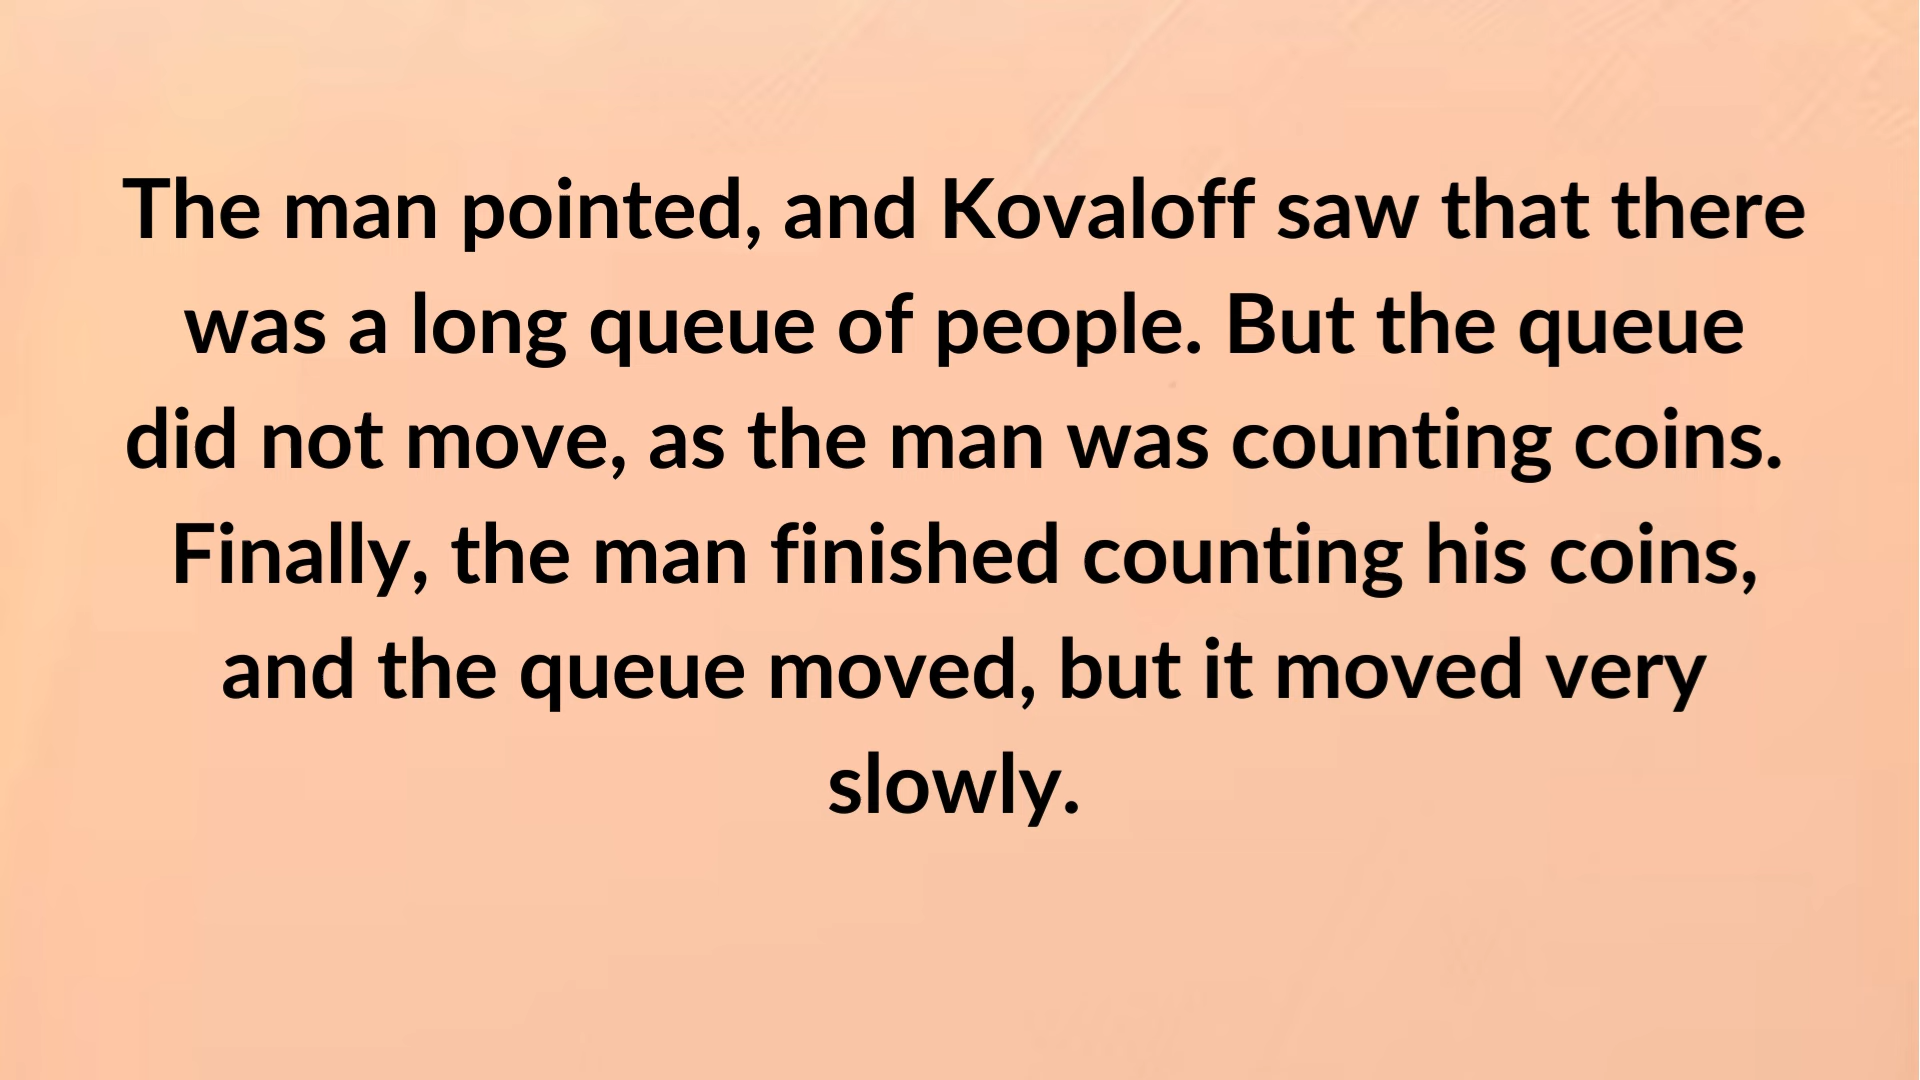 The man pointed, and Kovaloff saw that there
was a long queue of people. But the queue
did not move, as the man was counting coins.
Finally, the man finished counting his coins,
and the queue moved, but it moved very
slowly.